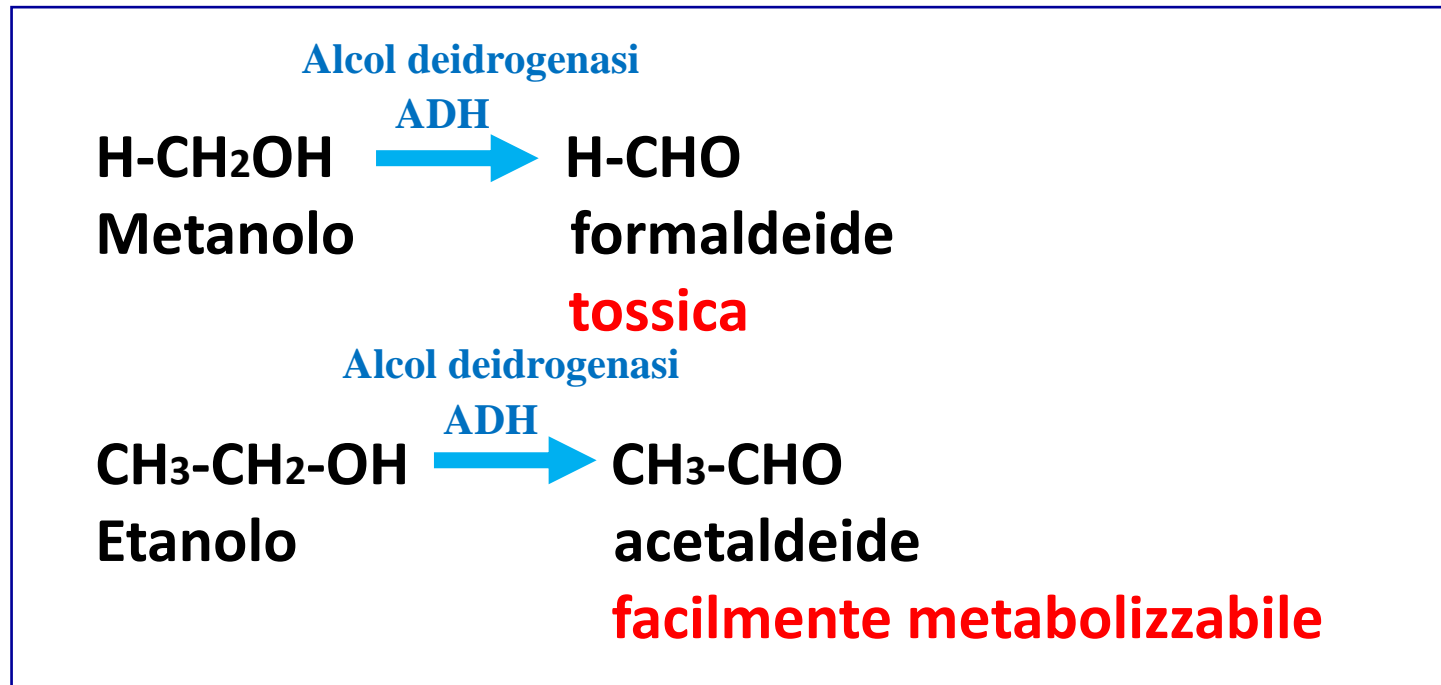 Alcol deidrogenasi
ADH
H-CH2OH H-CHO
Metanolo formaldeide
tossica
Alcol deidrogenasi
ADH
CH3-CH2-OH CH3-CHO
Etanolo acetaldeide
facilmente metabolizzabile